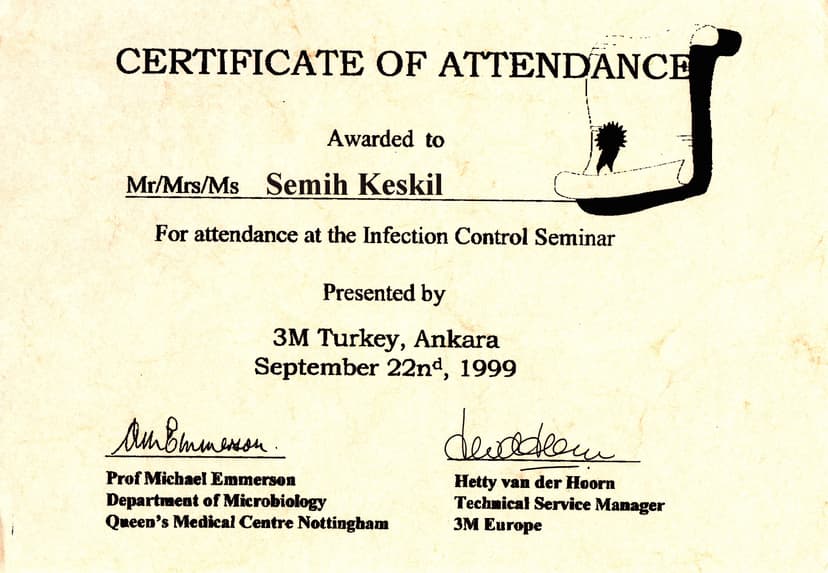 CERTIFICATE OF ATTENDANCE
Awarded to
Mr/Mrs/Ms Semih Keskil
For attendance at the Infection Control Seminar
Presented by
3M Turkey, Ankara
September 22nd, 1999
Prof Michael Emmerson
Department of Microbiology
Queen's Medical Centre Nottingham
Hetty van der Hoorn
Technical Service Manager
3M Europe